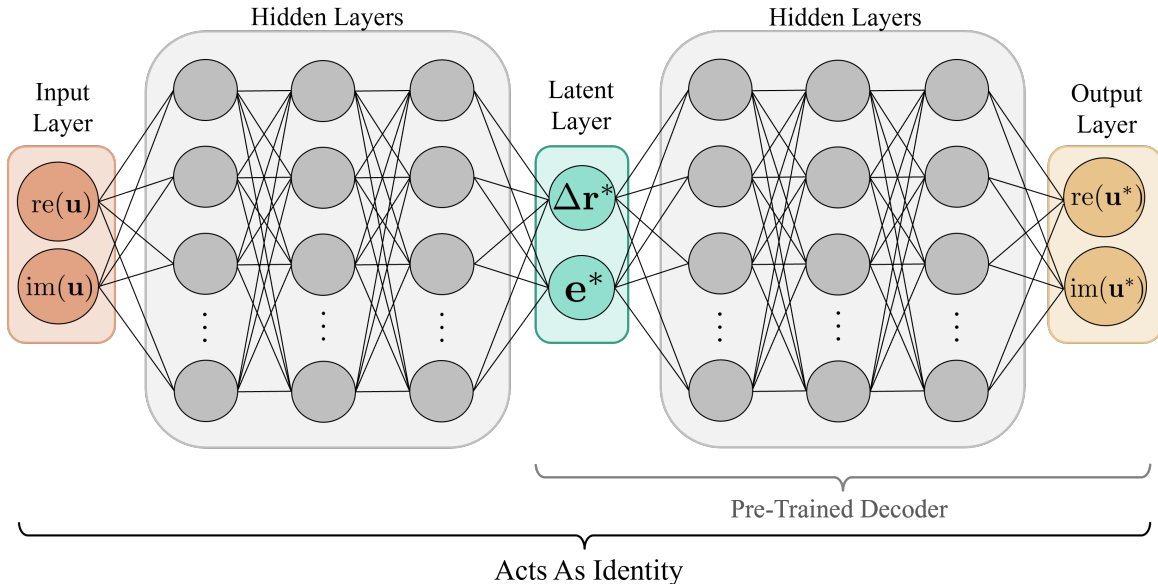 Hidden Layers
Hidden Layers
Input
Layer
Latent
Layer
Output
Layer
re(𝐮)
im(𝐮)
Δ𝐫*
𝐞*
re(𝐮*)
im(𝐮*)
Pre-Trained Decoder
Acts As Identity